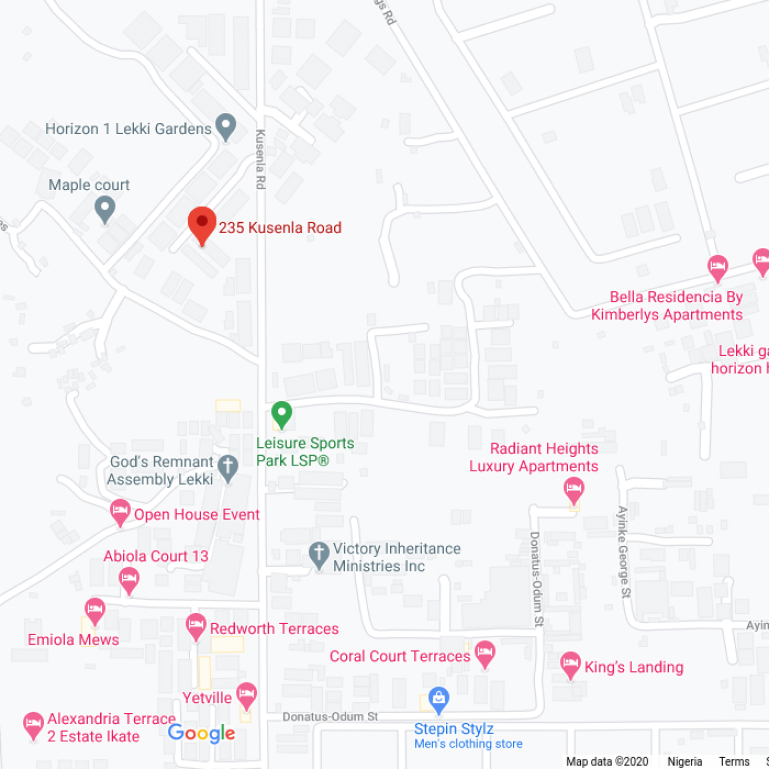 gs Rd
Horizon 1 Lekki Gardens
Kusenla Rd
Maple court
235 Kusenla Road
es
Bella Residencia By
Kimberlys Apartments
Lekki ga
horizon h
Leisure Sports
Park LSP®
God's Remnant
Assembly Lekki
Radiant Heights
Luxury Apartments
Open House Event
Ayinke George St
Donatus-Odum St
Victory Inheritance
Ministries Inc
Abiola Court 13
Emiola Mews
Redworth Terraces
Ayink
Coral Court Terraces
King's Landing
Yetville
Alexandria Terrace
2 Estate Ikate
Donatus-Odum St
Stepin Stylz
Men's clothing store
Google
Map data ©2020 Nigeria Terms S